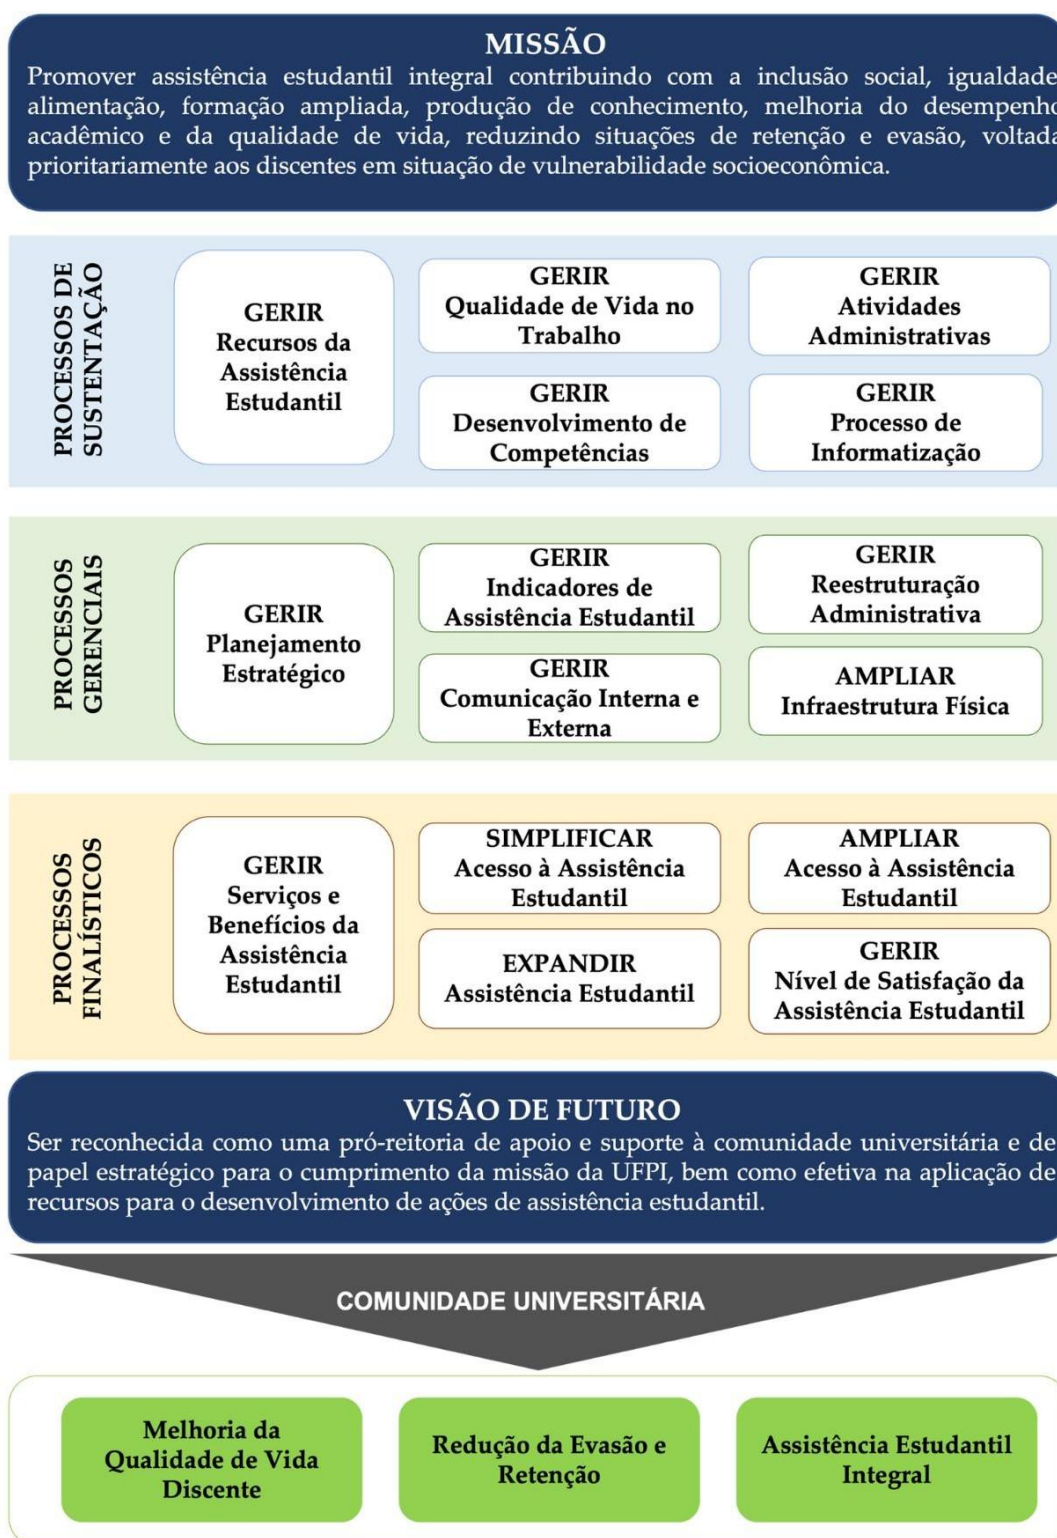 MISSÃO
Promover assistência estudantil integral contribuindo com a inclusão social, igualdade
alimentação, formação ampliada, produção de conhecimento, melhoria do desempenho
acadêmico e da qualidade de vida, reduzindo situações de retenção e evasão, voltada
prioritariamente aos discentes em situação de vulnerabilidade socioeconômica.
PROCESSOS DE
SUSTENTAÇÃO
GERIR
Recursos da
Assistência
Estudantil
GERIR
Qualidade de Vida no
Trabalho
GERIR
Atividades
Administrativas
GERIR
Desenvolvimento de
Competências
GERIR
Processo de
Informatização
PROCESSOS
GERENCIAIS
GERIR
Planejamento
Estratégico
GERIR
Indicadores de
Assistência Estudantil
GERIR
Reestruturação
Administrativa
GERIR
Comunicação Interna e
Externa
AMPLIAR
Infraestrutura Física
PROCESSOS
FINALÍSTICOS
GERIR
Serviços e
Benefícios da
Assistência
Estudantil
SIMPLIFICAR
Acesso à Assistência
Estudantil
AMPLIAR
Acesso à Assistência
Estudantil
EXPANDIR
Assistência Estudantil
GERIR
Nível de Satisfação da
Assistência Estudantil
VISÃO DE FUTURO
Ser reconhecida como uma pró-reitoria de apoio e suporte à comunidade universitária e de
papel estratégico para o cumprimento da missão da UFPI, bem como efetiva na aplicação de
recursos para o desenvolvimento de ações de assistência estudantil.
COMUNIDADE UNIVERSITÁRIA
Melhoria da
Qualidade de Vida
Discente
Redução da Evasão e
Retenção
Assistência Estudantil
Integral